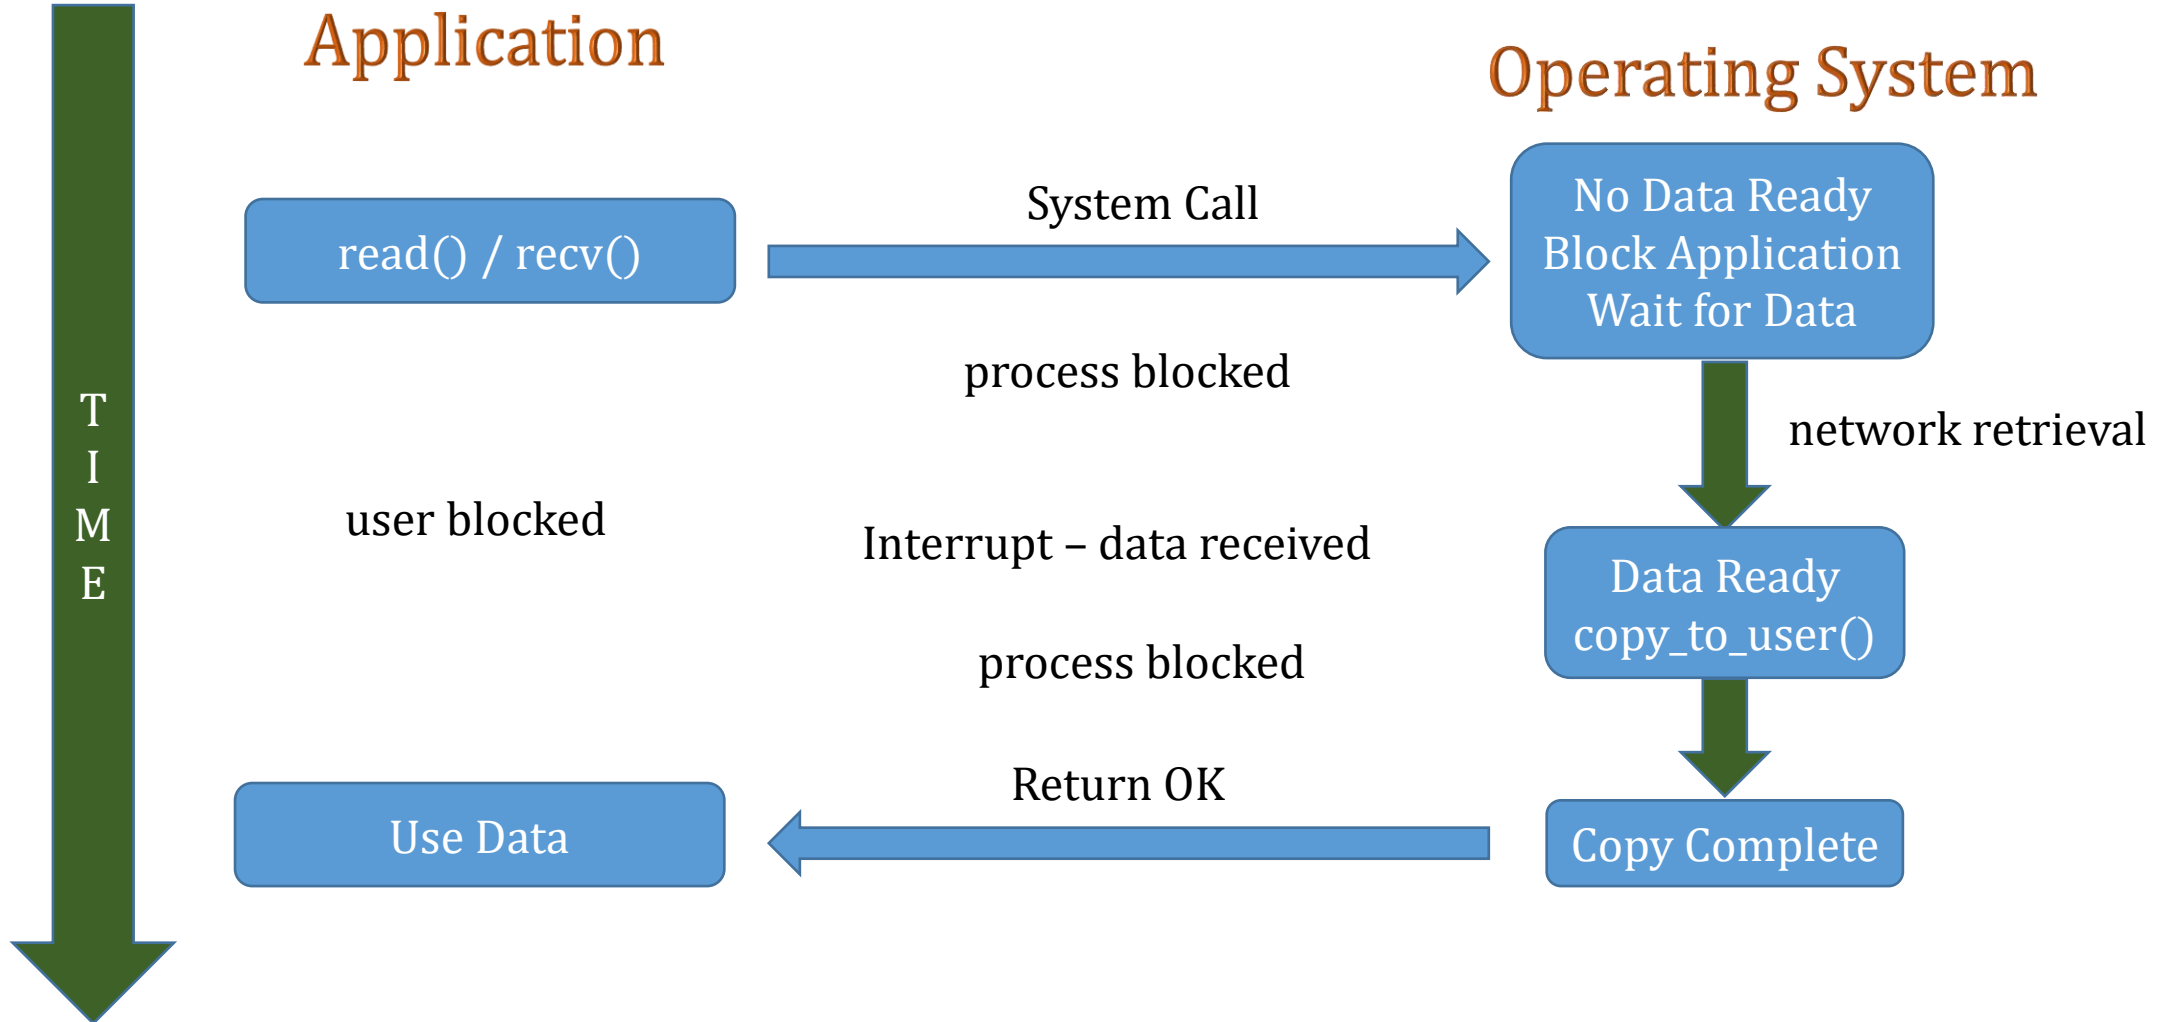 Application
Operating System
System Call
read() / recv()
No Data Ready
Block Application
Wait for Data
process blocked
network retrieval
T
I
M
E
user blocked
Interrupt – data received
Data Ready
copy_to_user()
process blocked
Return OK
Use Data
Copy Complete